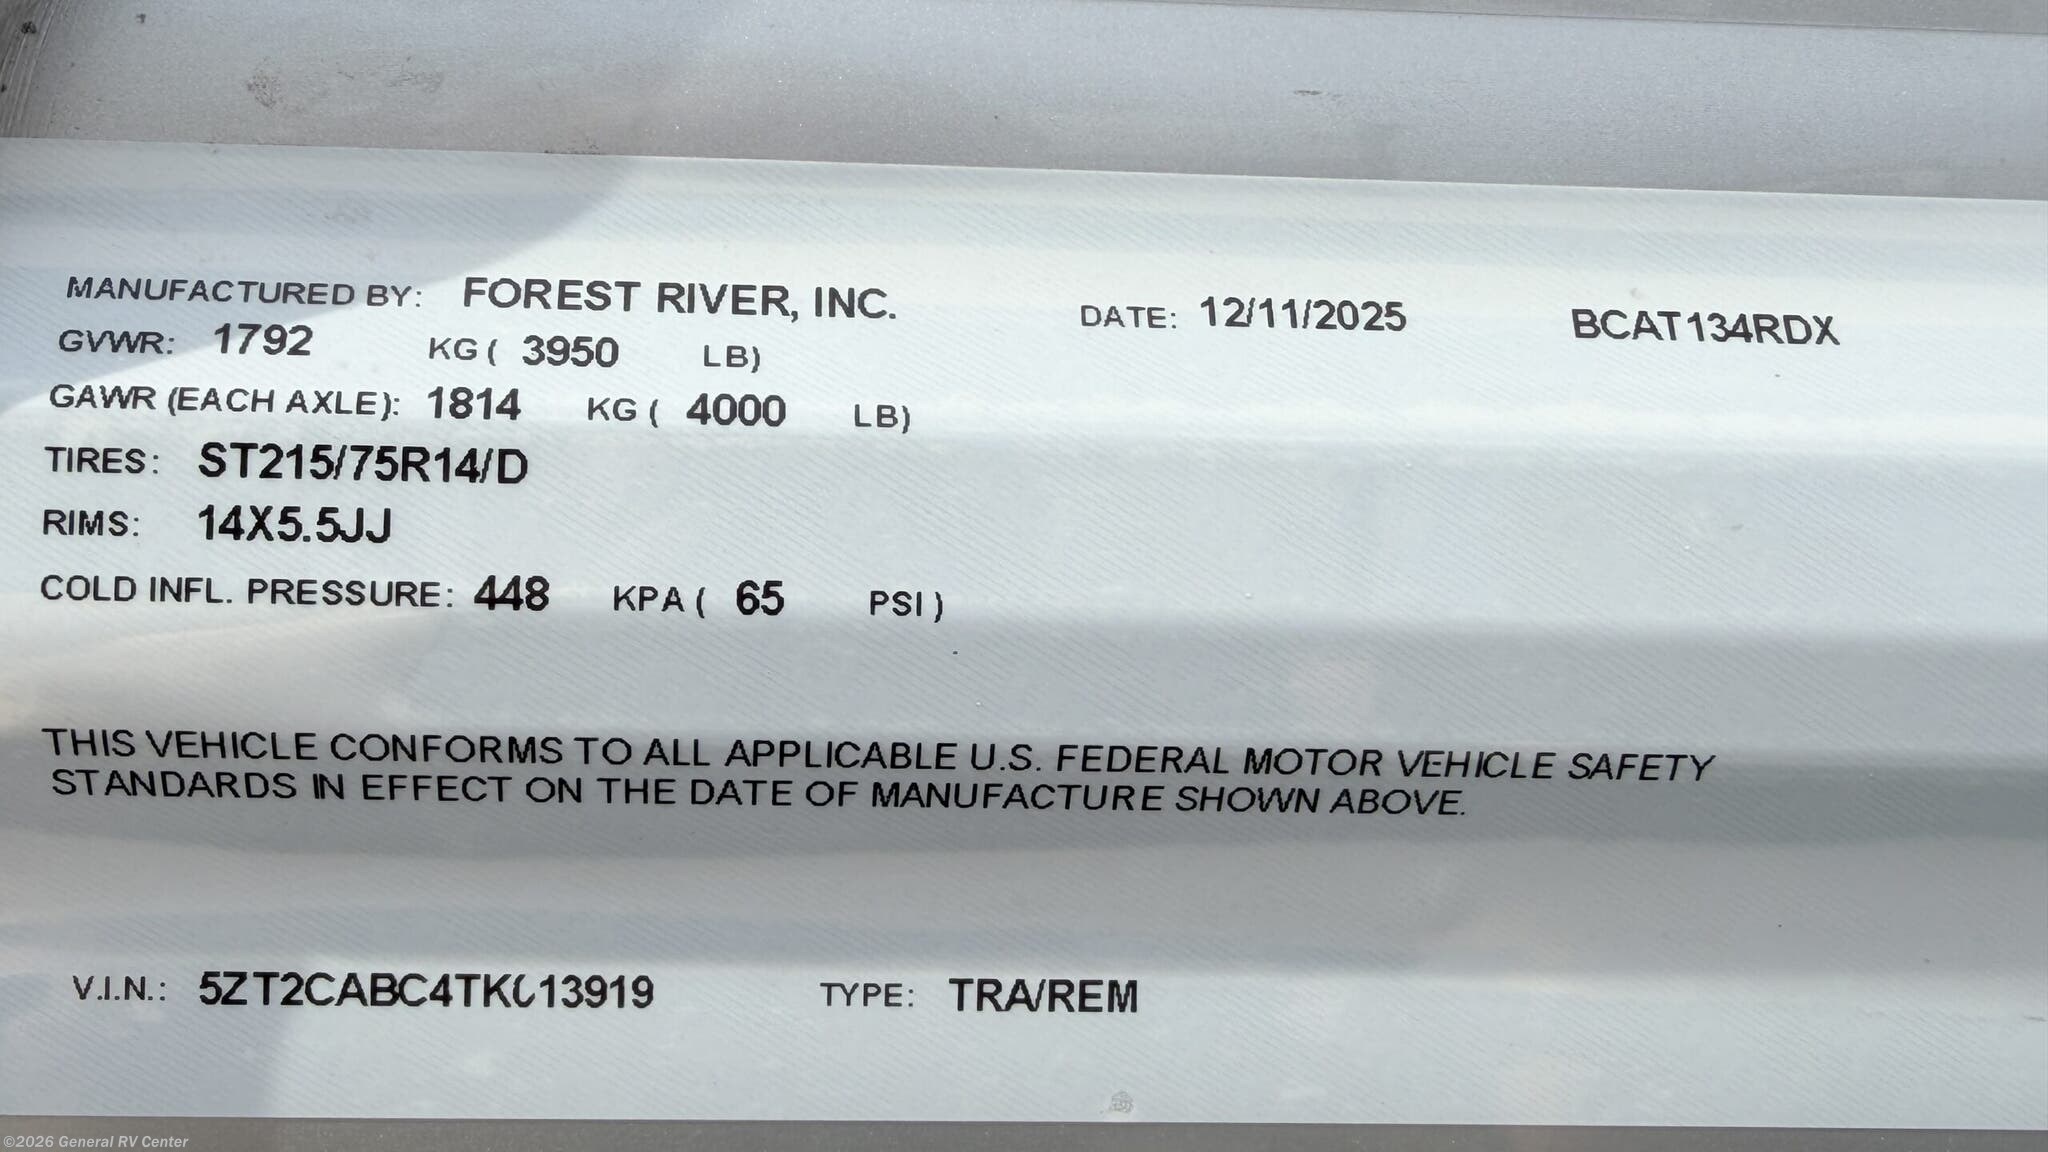 MANUFACTURED BY: FOREST RIVER, INC. DATE: 12/11/2025 BCAT134RDX
GVWR: 1792 KG ( 3950 LB)
GAWR (EACH AXLE): 1814 KG ( 4000 LB)
TIRES: ST215/75R14/D
RIMS: 14X5.5JJ
COLD INFL. PRESSURE: 448 KPA ( 65 PSI )
THIS VEHICLE CONFORMS TO ALL APPLICABLE U.S. FEDERAL MOTOR VEHICLE SAFETY
STANDARDS IN EFFECT ON THE DATE OF MANUFACTURE SHOWN ABOVE.
V.I.N.: TYPE: TRA/REM
©2026 General RV Center